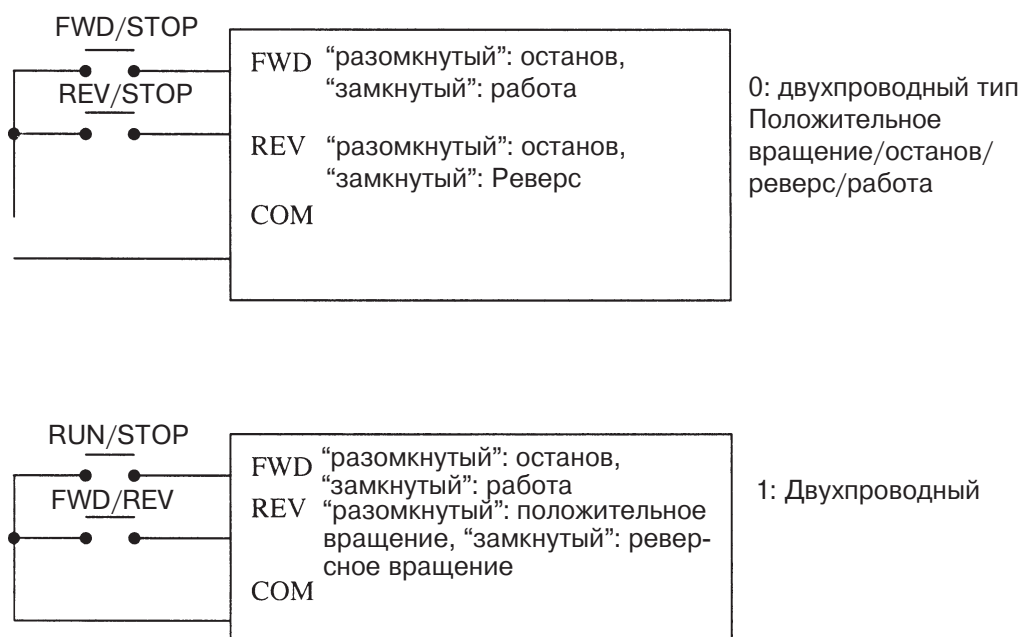 FWD/STOP
FWD “разомкнутый”: останов,
“замкнутый”: работа
REV/STOP
REV “разомкнутый”: останов,
“замкнутый”: Реверс
COM
0: двухпроводный тип
Положительное
вращение/останов/
реверс/работа
RUN/STOP
FWD “разомкнутый”: останов,
“замкнутый”: работа
FWD/REV
REV “разомкнутый”: положительное
вращение, “замкнутый”: ревер-
сное вращение
COM
1: Двухпроводный